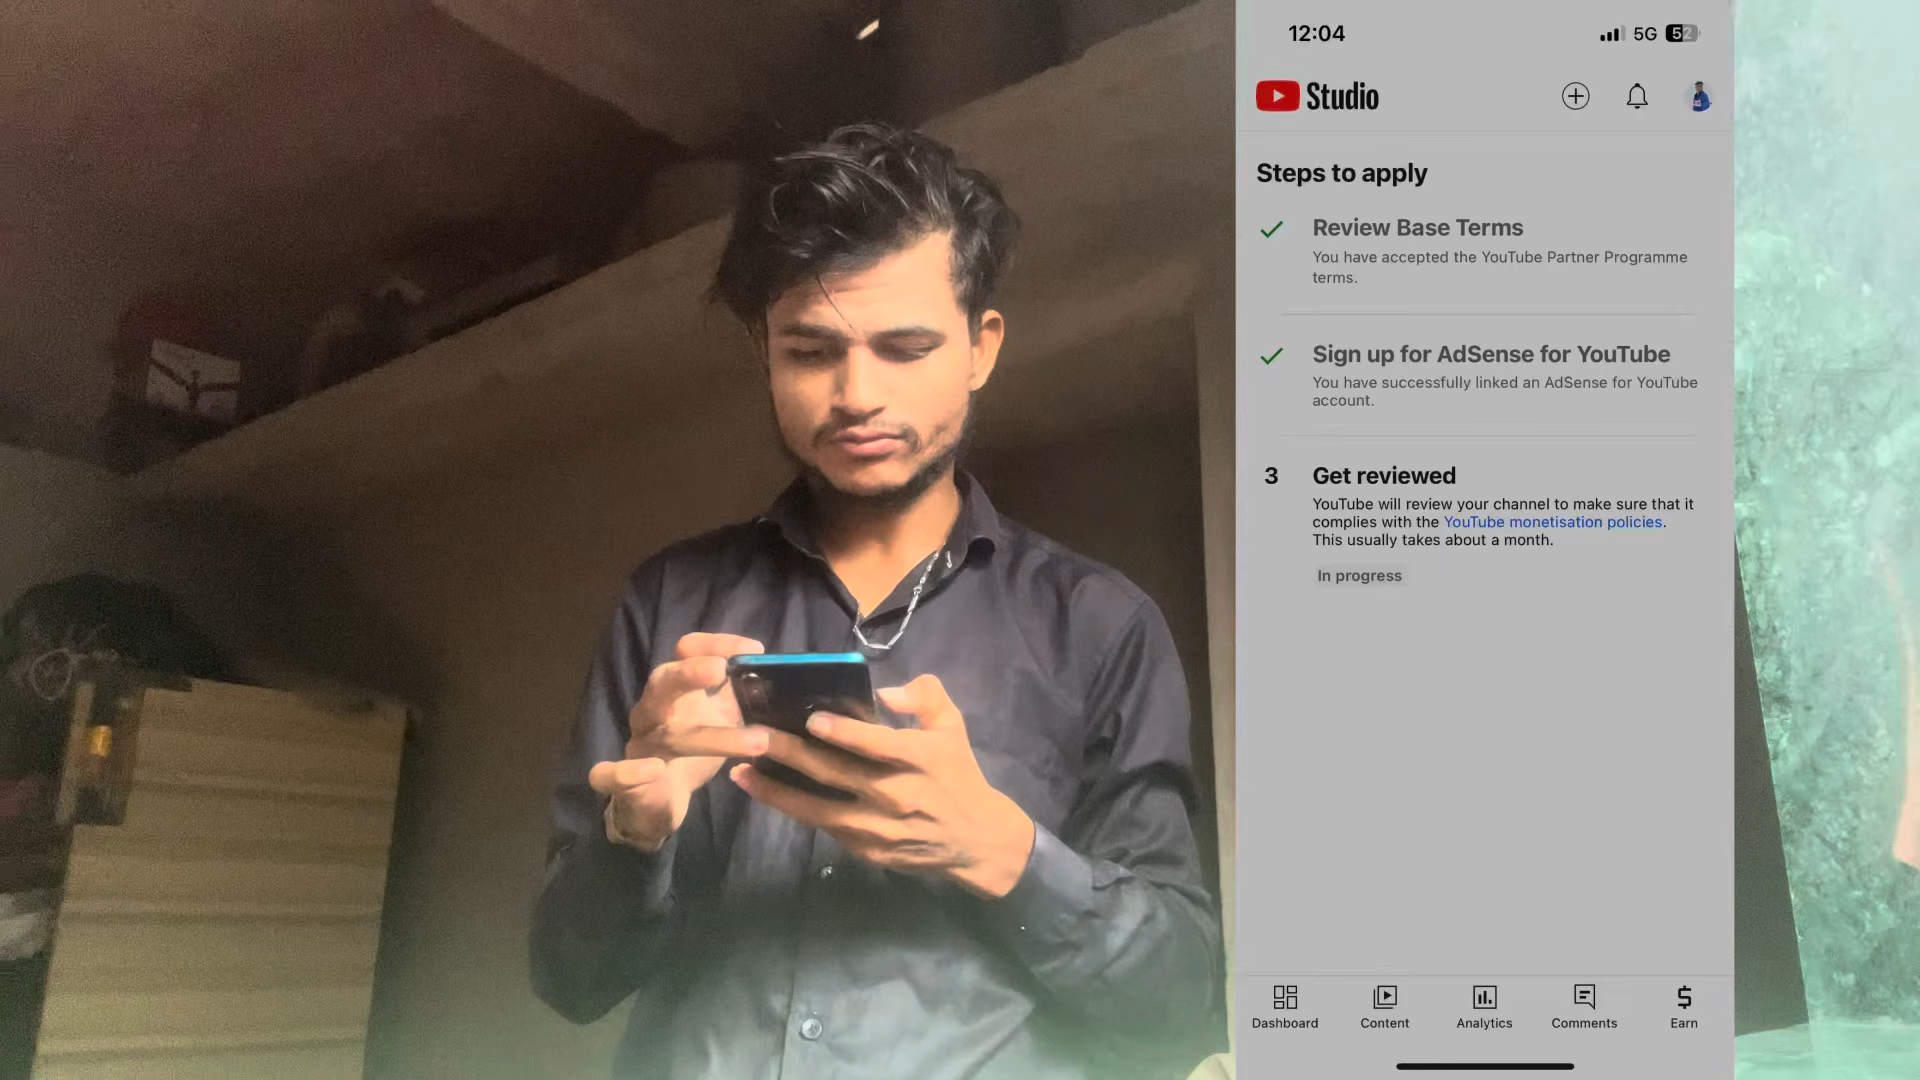 12:04
5G 52
Studio
Steps to apply
Review Base Terms
You have accepted the YouTube Partner Programme
terms.
Sign up for AdSense for YouTube
You have successfully linked an AdSense for YouTube
account.
3 Get reviewed
YouTube will review your channel to make sure that it
complies with the YouTube monetisation policies.
This usually takes about a month.
In progress
Dashboard Content Analytics Comments Earn